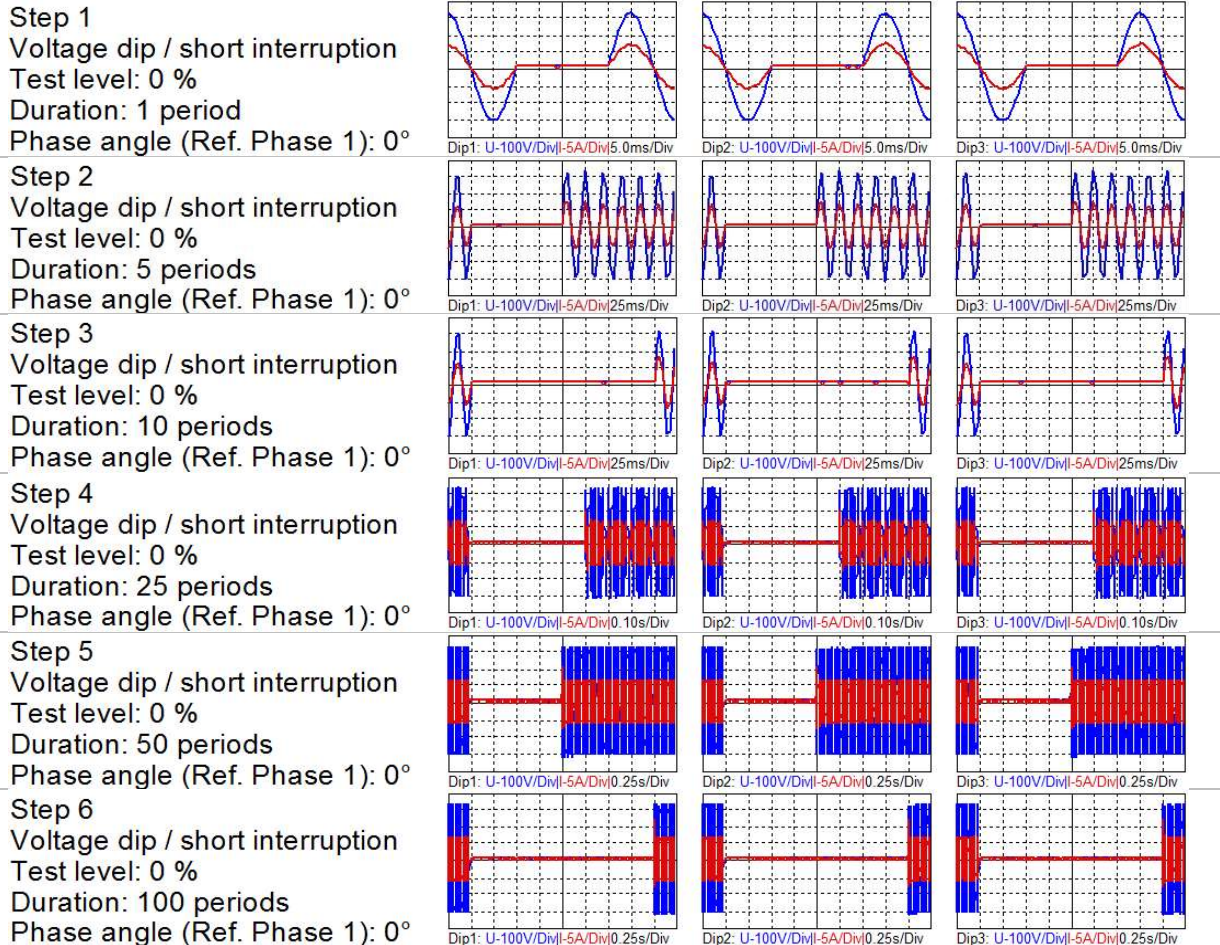 Step 1
Voltage dip / short interruption
Test level: 0 %
Duration: 1 period
Phase angle (Ref. Phase 1): 0°
Dip1: U-100V/Div|I-5A/Div|5.0ms/Div
Dip2: U-100V/Div|I-5A/Div|5.0ms/Div
Dip3: U-100V/Div|I-5A/Div|5.0ms/Div
Step 2
Voltage dip / short interruption
Test level: 0 %
Duration: 5 periods
Phase angle (Ref. Phase 1): 0°
Dip1: U-100V/Div|I-5A/Div|25ms/Div
Dip2: U-100V/Div|I-5A/Div|25ms/Div
Dip3: U-100V/Div|I-5A/Div|25ms/Div
Step 3
Voltage dip / short interruption
Test level: 0 %
Duration: 10 periods
Phase angle (Ref. Phase 1): 0°
Dip1: U-100V/Div|I-5A/Div|25ms/Div
Dip2: U-100V/Div|I-5A/Div|25ms/Div
Dip3: U-100V/Div|I-5A/Div|25ms/Div
Step 4
Voltage dip / short interruption
Test level: 0 %
Duration: 25 periods
Phase angle (Ref. Phase 1): 0°
Dip1: U-100V/Div|I-5A/Div|0.10s/Div
Dip2: U-100V/Div|I-5A/Div|0.10s/Div
Dip3: U-100V/Div|I-5A/Div|0.10s/Div
Step 5
Voltage dip / short interruption
Test level: 0 %
Duration: 50 periods
Phase angle (Ref. Phase 1): 0°
Dip1: U-100V/Div|I-5A/Div|0.25s/Div
Dip2: U-100V/Div|I-5A/Div|0.25s/Div
Dip3: U-100V/Div|I-5A/Div|0.25s/Div
Step 6
Voltage dip / short interruption
Test level: 0 %
Duration: 100 periods
Phase angle (Ref. Phase 1): 0°
Dip1: U-100V/Div|I-5A/Div|0.25s/Div
Dip2: U-100V/Div|I-5A/Div|0.25s/Div
Dip3: U-100V/Div|I-5A/Div|0.25s/Div